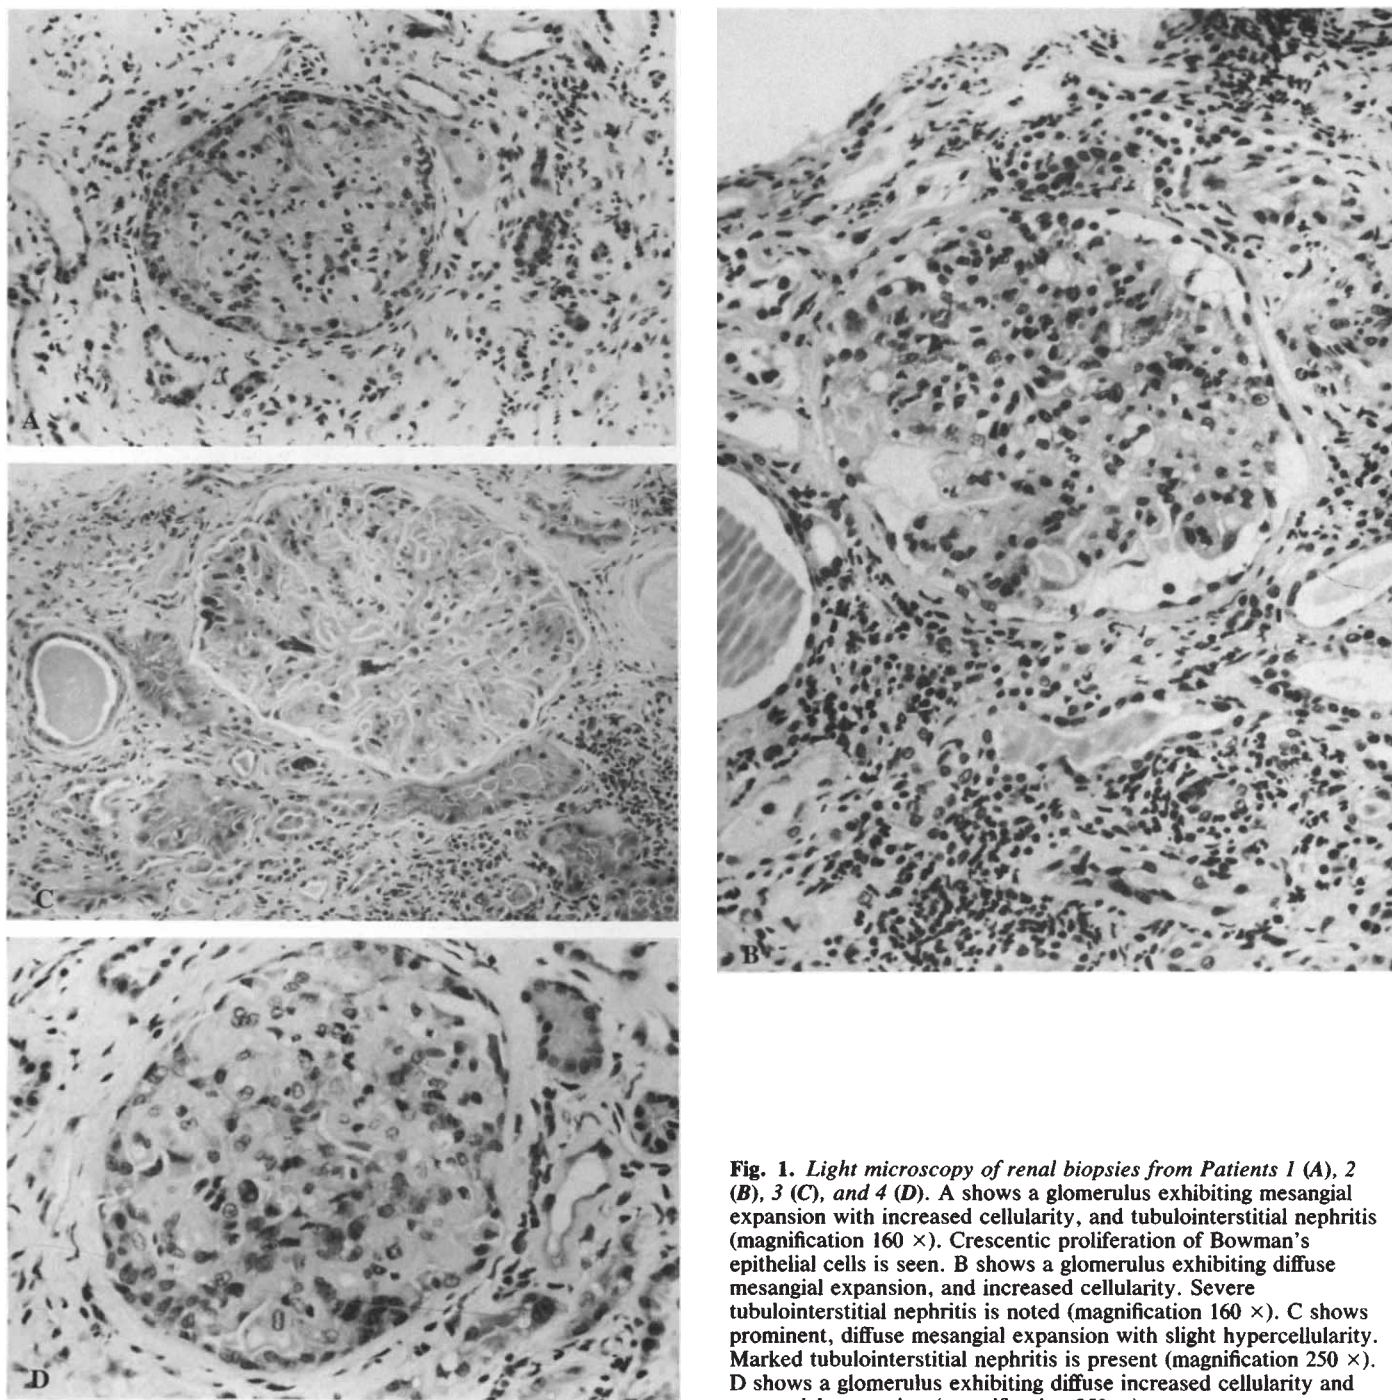 A
B
C
D
Fig. 1. Light microscopy of renal biopsies from Patients 1 (A), 2
(B), 3 (C), and 4 (D). A shows a glomerulus exhibiting mesangial
expansion with increased cellularity, and tubulointerstitial nephritis
(magnification 160 ×). Crescentic proliferation of Bowman's
epithelial cells is seen. B shows a glomerulus exhibiting diffuse
mesangial expansion, and increased cellularity. Severe
tubulointerstitial nephritis is noted (magnification 160 ×). C shows
prominent, diffuse mesangial expansion with slight hypercellularity.
Marked tubulointerstitial nephritis is present (magnification 250 ×).
D shows a glomerulus exhibiting diffuse increased cellularity and